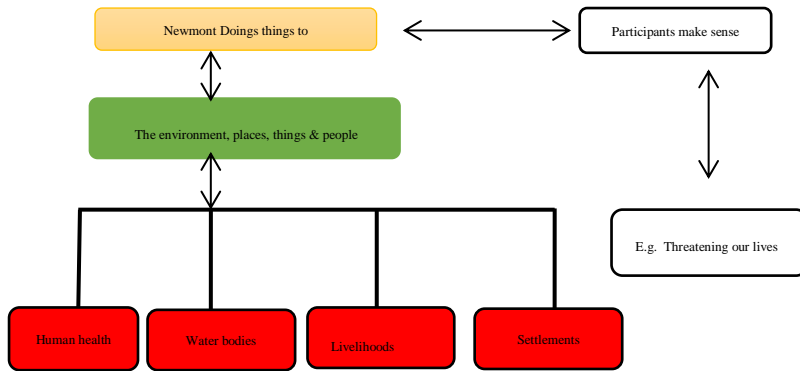 Newmont Doings things to
Participants make sense
The environment, places, things & people
E.g. Threatening our lives
Human health
Water bodies
Livelihoods
Settlements